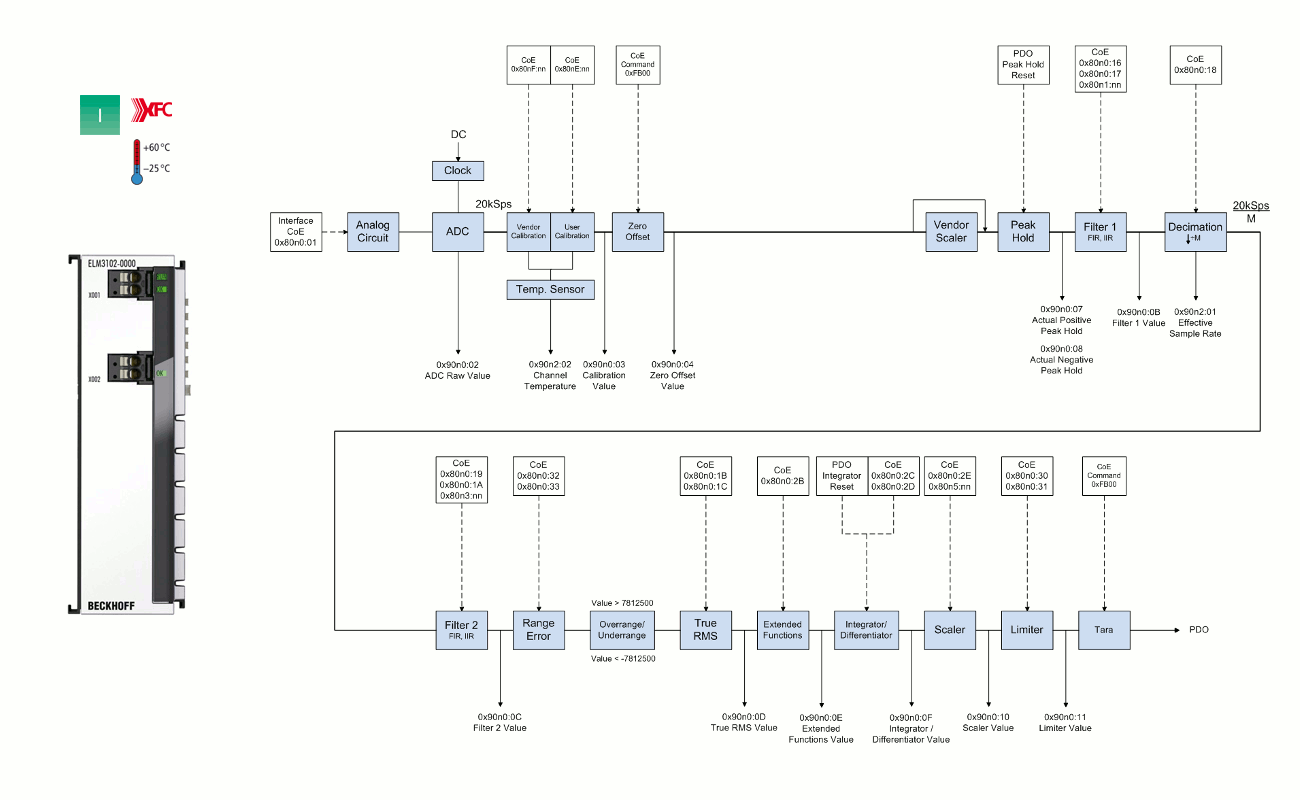 XFC
+60 °C
−25 °C
ELM3102-0000
X001
X002
BECKHOFF
CoE
0x80nF:nn
CoE
0x80nE:nn
CoE
Command
0xFB00
PDO
Peak Hold
Reset
CoE
0x80n0:16
0x80n0:17
0x80n1:nn
CoE
0x80n0:18
DC
Clock
20kSps
20kSps
M
Interface
CoE
0x80n0:01
Analog
Circuit
ADC
Vendor
Calibration
User
Calibration
Zero
Offset
Vendor
Scaler
Peak
Hold
Filter 1
FIR, IIR
Decimation
↓÷M
Temp. Sensor
0x90n0:02
ADC Raw Value
0x90n2:02
Channel
Temperature
0x90n0:03
Calibration
Value
0x90n0:04
Zero Offset
Value
0x90n0:07
Actual Positive
Peak Hold
0x90n0:08
Actual Negative
Peak Hold
0x90n0:0B
Filter 1 Value
0x90n2:01
Effective
Sample Rate
CoE
0x80n0:19
0x80n0:1A
0x80n3:nn
CoE
0x80n0:32
0x80n0:33
CoE
0x80n0:1B
0x80n0:1C
CoE
0x80n0:2B
PDO
Integrator
Reset
CoE
0x80n0:2C
0x80n0:2D
CoE
0x80n0:2E
0x80n5:nn
CoE
0x80n0:30
0x80n0:31
CoE
Command
0xFB00
Filter 2
FIR, IIR
Range
Error
Value > 7812500
Overrange/
Underrange
Value < -7812500
True
RMS
Extended
Functions
Integrator/
Differentiator
Scaler
Limiter
Tara
PDO
0x90n0:0C
Filter 2 Value
0x90n0:0D
True RMS Value
0x90n0:0E
Extended
Functions Value
0x90n0:0F
Integrator /
Differentiator Value
0x90n0:10
Scaler Value
0x90n0:11
Limiter Value